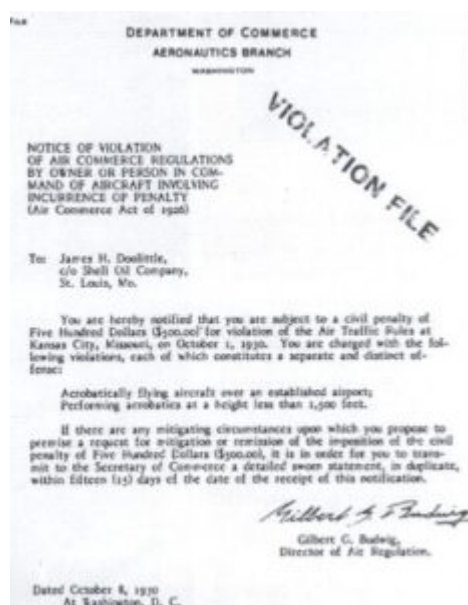 DEPARTMENT OF COMMERCE
AERONAUTICS BRANCH
WASHINGTON
VIOLATION FILE
NOTICE OF VIOLATION
OF AIR COMMERCE REGULATIONS
BY OWNER OR PERSON IN COM-
MAND OF AIRCRAFT INVOLVING
INCURRENCE OF PENALTY
(Air Commerce Act of 1926)
To: James H. Doolittle,
c/o Shell Oil Company,
St. Louis, Mo.
You are hereby notified that you are subject to a civil penalty of
Five Hundred Dollars ($500.00) for violation of the Air Traffic Rules at
Kansas City, Missouri, on October 1, 1930. You are charged with the fol-
lowing violations, each of which constitutes a separate and distinct of-
fense:
Acrobatically flying aircraft over an established airport;
Performing acrobatics at a height less than 1,500 feet.
If there are any mitigating circumstances upon which you propose to
premise a request for mitigation or remission of the imposition of the civil
penalty of Five Hundred Dollars ($500.00), it is in order for you to trans-
mit to the Secretary of Commerce a detailed sworn statement, in duplicate,
within fifteen (15) days of the date of the receipt of this notification.
Gilbert G. Budwig
Gilbert G. Budwig,
Director of Air Regulation.
Dated October 8, 1930
At Washington, D. C.